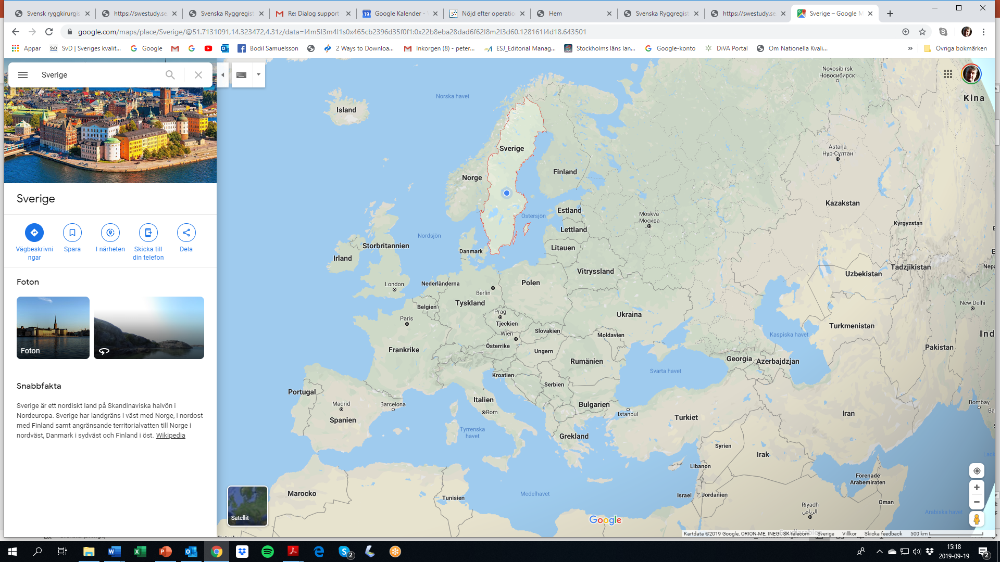 Svensk ryggkirurgis
https://swestudy.se
Svenska Ryggregist
Re: Dialog support
Google Kalender -
Nöjd efter operatio
Hem
Svenska Ryggregist
https://swestudy.se
Sverige – Google M
google.com/maps/place/Sverige/@51.7131091,14.323472,4.31z/data=!4m5!3m4!1s0x465cb2396d35f0f1:0x22b8eba28dad6f62!8m2!3d60.128161!4d18.643501
Appar
SvD | Sveriges kvalit...
Google
Bodil Samuelsson
2 Ways to Downloa...
Inkorgen (8) - peter...
ESJ_Editorial Manag...
Stockholms läns lan...
Google-konto
DiVA Portal
Om Nationella Kvali...
»
Övriga bokmärken
Sverige
Sverige
Vägbeskrivni
ngar
Spara
I närheten
Skicka till
din telefon
Dela
Foton
Foton
Snabbfakta
Sverige är ett nordiskt land på Skandinaviska halvön i
Nordeuropa. Sverige har landgräns i väst med Norge, i nordost
med Finland samt angränsande territorialvatten till Norge i
nordväst, Danmark i sydväst och Finland i öst. Wikipedia
Novosibirsk
Новосибирск
Norska havet
Kina
Island
Sverige
Astana
Нұр-Сұлтан
Finland
Norge
Kazakstan
Estland
Östersjön
Moskva
Москва
Kyrgyzstan
Lettland
Nordsjön
Storbritannien
Litauen
Danmark
Irland
Tadzjikistan
Vitryssland
Uzbekistan
Nepa
London
Nederländerna
Polen
Berlin
Tyskland
New Delhi
Belgien
Prag
Ukraina
Paris
Tjeckien
Turkmenistan
Slovakien
Wien
Moldavien
Kaspiska havet
Ind
Österrike
Pakistan
Frankrike
Ungern
Rumänien
Georgia
Azerbajdzjan
Svarta havet
Kroatien
Serbien
Portugal
Italien
Madrid
Barcelona
Bulgarien
Bombay
Rom
Istanbul
Iran
Spanien
Turkiet
Tyrrenska
havet
Grekland
Syrien
Irak
Libanon
Förenade
Arabemiraten
Marocko
Medelhavet
Tunisien
Israel
Jordanien
Oman
Riyadh
الرياض
Arabiska havet
Satellit
Google
Kartdata ©2019 Google, ORION-ME, INEGI, SK telecom
Sverige
Villkor
Skicka feedback
500 km
15:18
2019-09-19
2
2